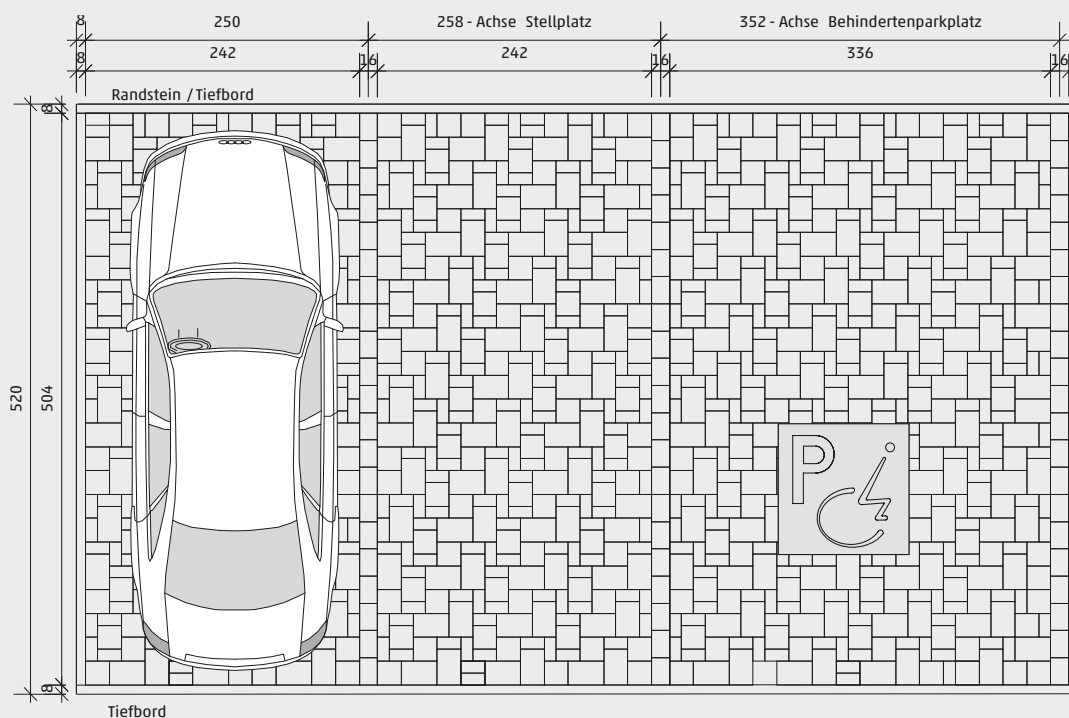 8 250 258 - Achse Stellplatz 352 - Achse Behindertenparkplatz
8 242 16 242 16 336 16
Randstein / Tiefbord
8
520 504
P
8
Tiefbord